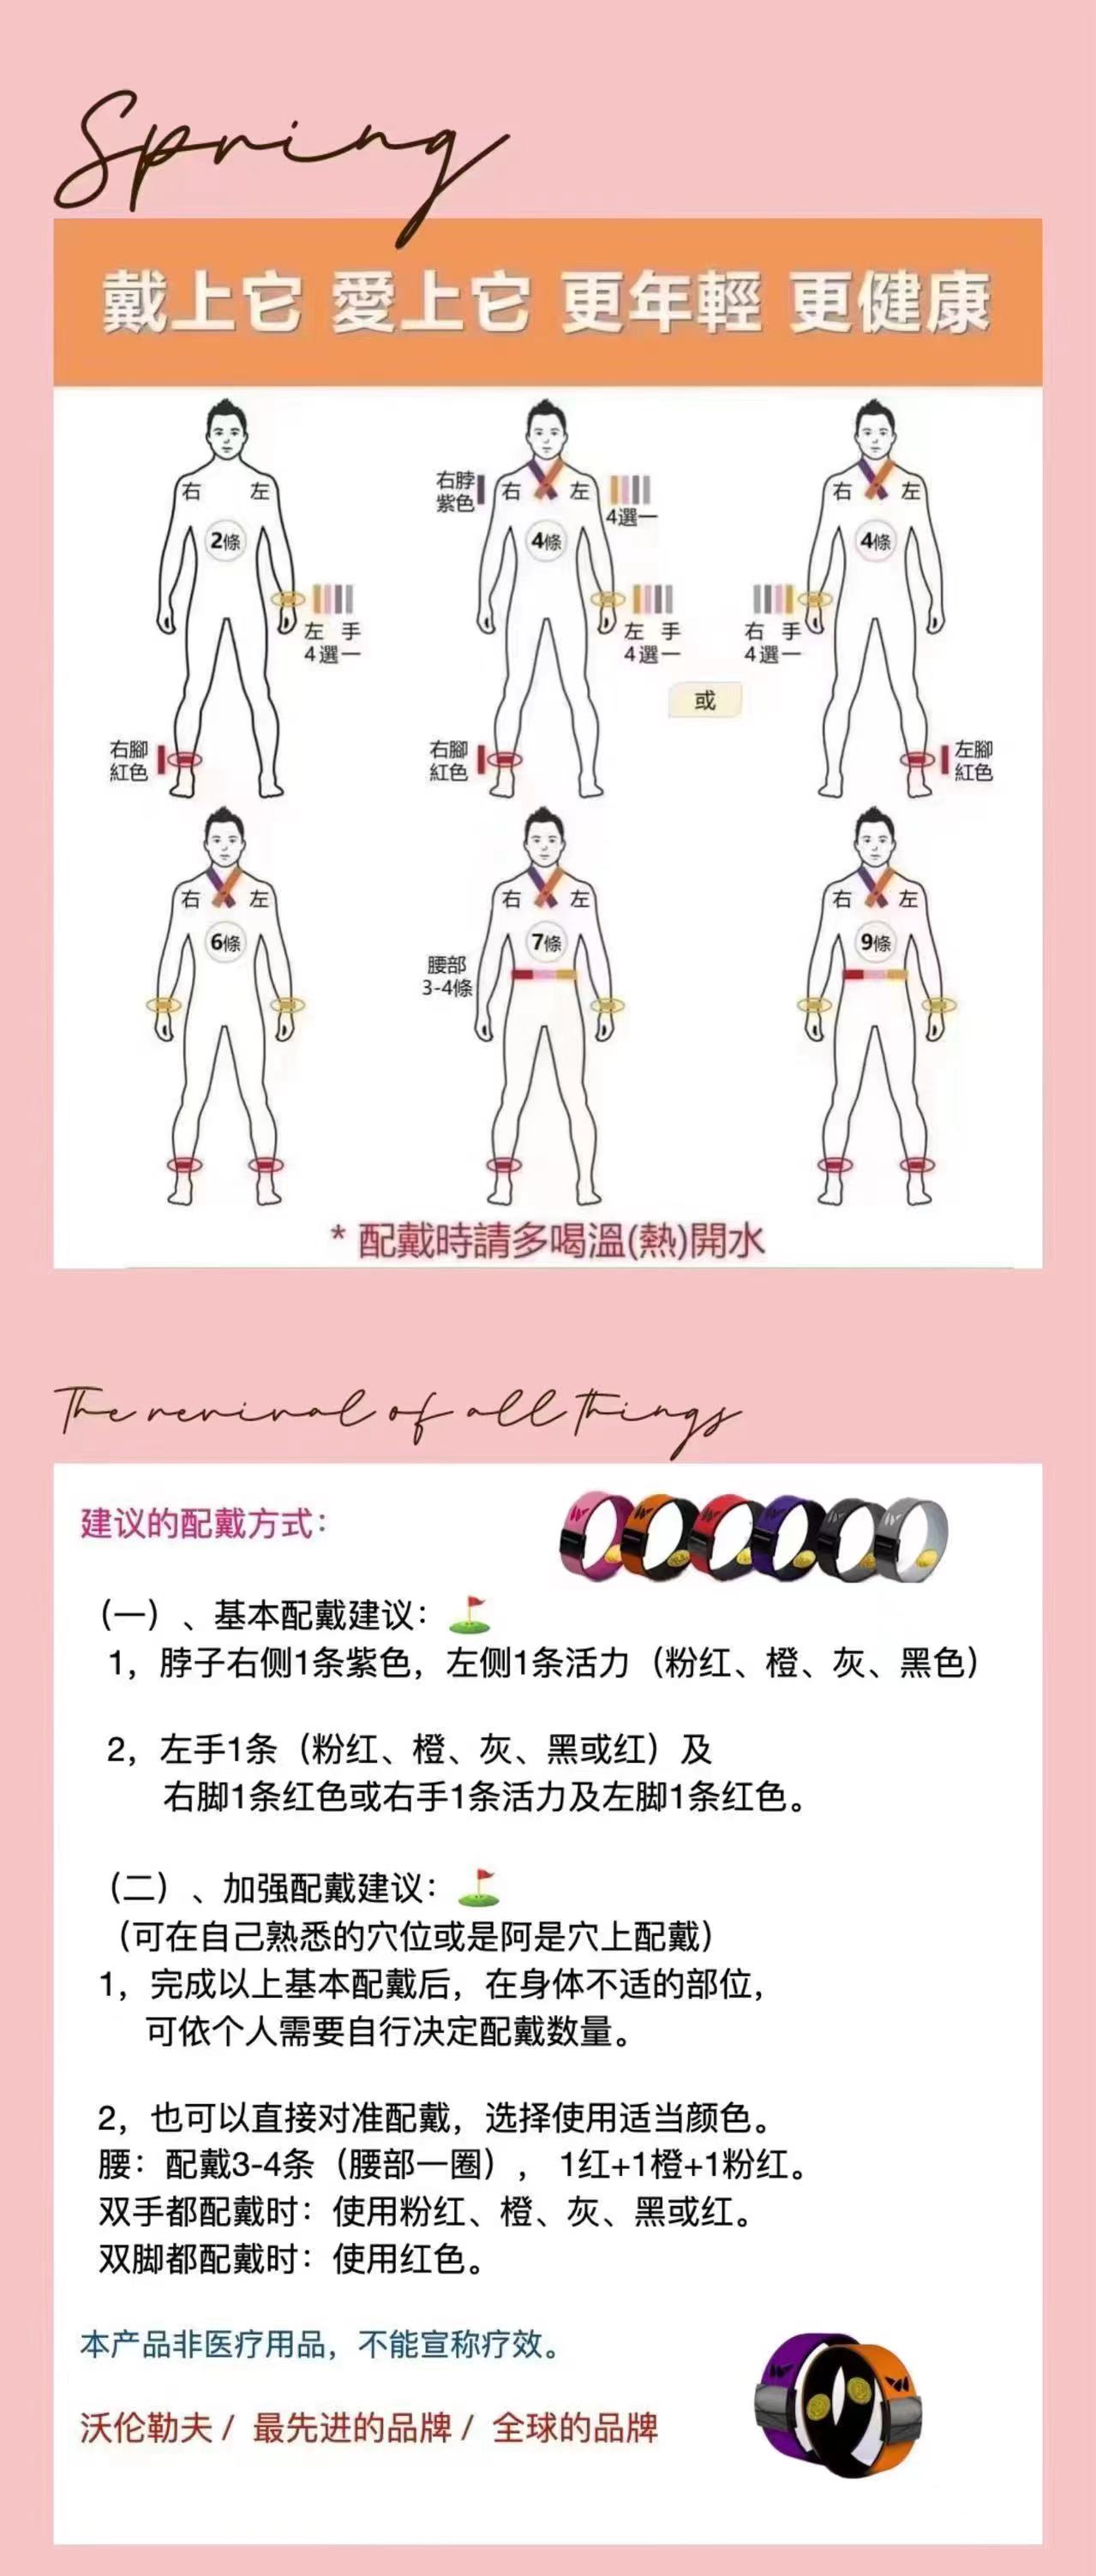 Spring
戴上它 愛上它 更年輕 更健康
右 左
2條
左 手
4選一
右腳
紅色
右脖
紫色
右 左
4選一
4條
左 手
4選一
右腳
紅色
或
右 左
4條
右 手
4選一
左腳
紅色
右 左
6條
右 左
7條
腰部
3-4條
右 左
9條
* 配戴時請多喝溫(熱)開水
The revival of all things
建议的配戴方式：
（一）、基本配戴建议：
1，脖子右侧1条紫色，左侧1条活力（粉红、橙、灰、黑色）
2，左手1条（粉红、橙、灰、黑或红）及
右脚1条红色或右手1条活力及左脚1条红色。
（二）、加强配戴建议：
（可在自己熟悉的穴位或是阿是穴上配戴）
1，完成以上基本配戴后，在身体不适的部位，
可依个人需要自行决定配戴数量。
2，也可以直接对准配戴，选择使用适当颜色。
腰：配戴3-4条（腰部一圈），1红+1橙+1粉红。
双手都配戴时：使用粉红、橙、灰、黑或红。
双脚都配戴时：使用红色。
本产品非医疗用品，不能宣称疗效。
沃伦勒夫 / 最先进的品牌 / 全球的品牌